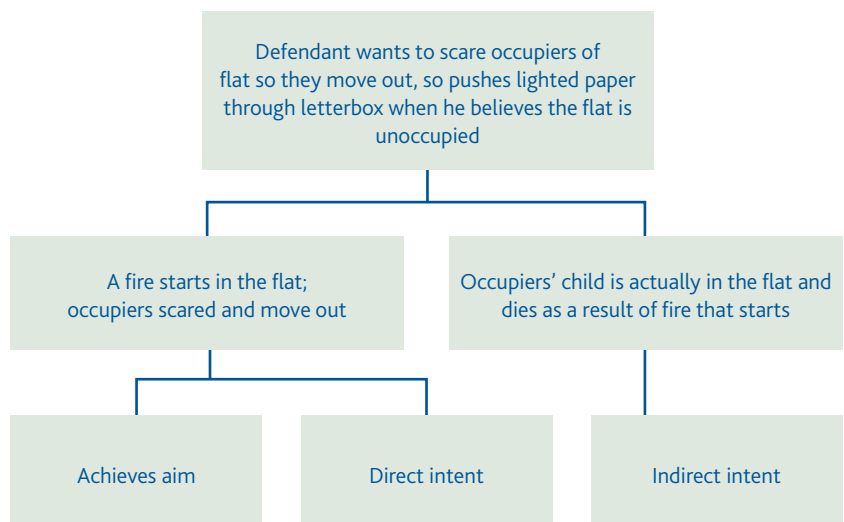 Defendant wants to scare occupiers of
flat so they move out, so pushes lighted paper
through letterbox when he believes the flat is
unoccupied
A fire starts in the flat;
occupiers scared and move out
Occupiers’ child is actually in the flat and
dies as a result of fire that starts
Achieves aim
Direct intent
Indirect intent